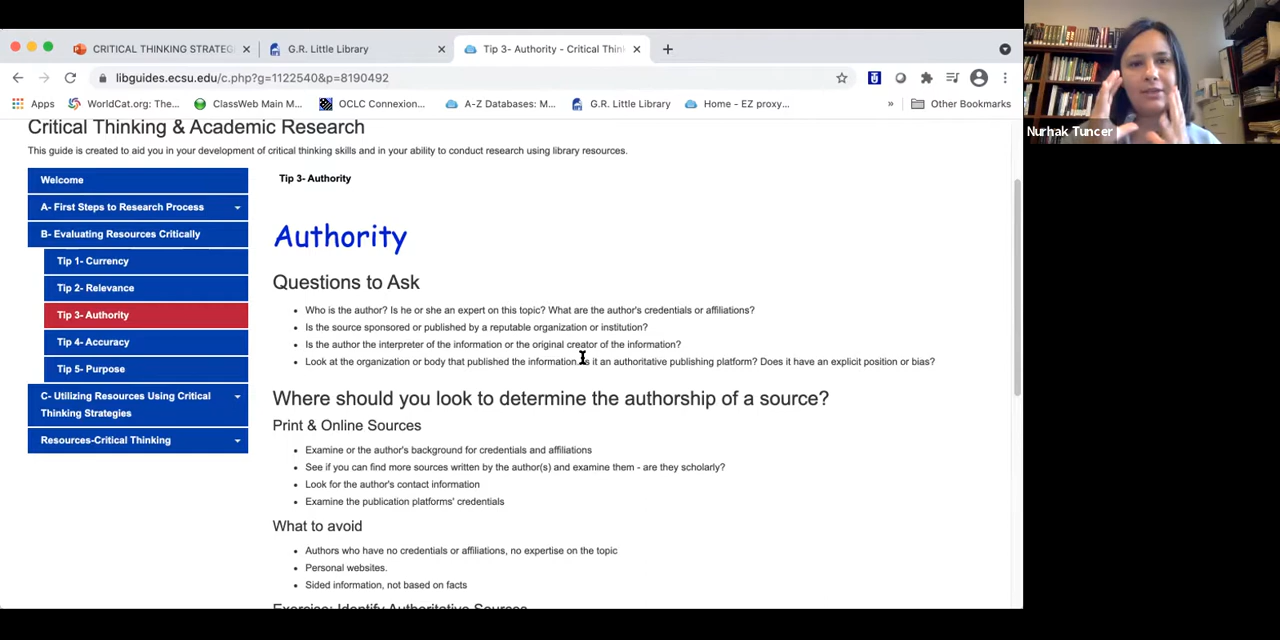 CRITICAL THINKING STRATEG
G.R. Little Library
Tip 3- Authority - Critical Think
libguides.ecsu.edu/c.php?g=1122540&p=8190492
Apps
WorldCat.org: The...
ClassWeb Main M...
OCLC Connexion...
A-Z Databases: M...
G.R. Little Library
Home - EZ proxy...
»
Other Bookmarks
Nurhak Tuncer
Critical Thinking & Academic Research
This guide is created to aid you in your development of critical thinking skills and in your ability to conduct research using library resources.
Welcome
A- First Steps to Research Process
B- Evaluating Resources Critically
Tip 1- Currency
Tip 2- Relevance
Tip 3- Authority
Tip 4- Accuracy
Tip 5- Purpose
C- Utilizing Resources Using Critical
Thinking Strategies
Resources-Critical Thinking
Tip 3- Authority
Authority
Questions to Ask
Who is the author? Is he or she an expert on this topic? What are the author's credentials or affiliations?
Is the source sponsored or published by a reputable organization or institution?
Is the author the interpreter of the information or the original creator of the information?
Look at the organization or body that published the information. Is it an authoritative publishing platform? Does it have an explicit position or bias?
Where should you look to determine the authorship of a source?
Print & Online Sources
Examine or the author's background for credentials and affiliations
See if you can find more sources written by the author(s) and examine them - are they scholarly?
Look for the author's contact information
Examine the publication platforms' credentials
What to avoid
Authors who have no credentials or affiliations, no expertise on the topic
Personal websites.
Sided information, not based on facts
Exercise: Identify Authoritative Sources